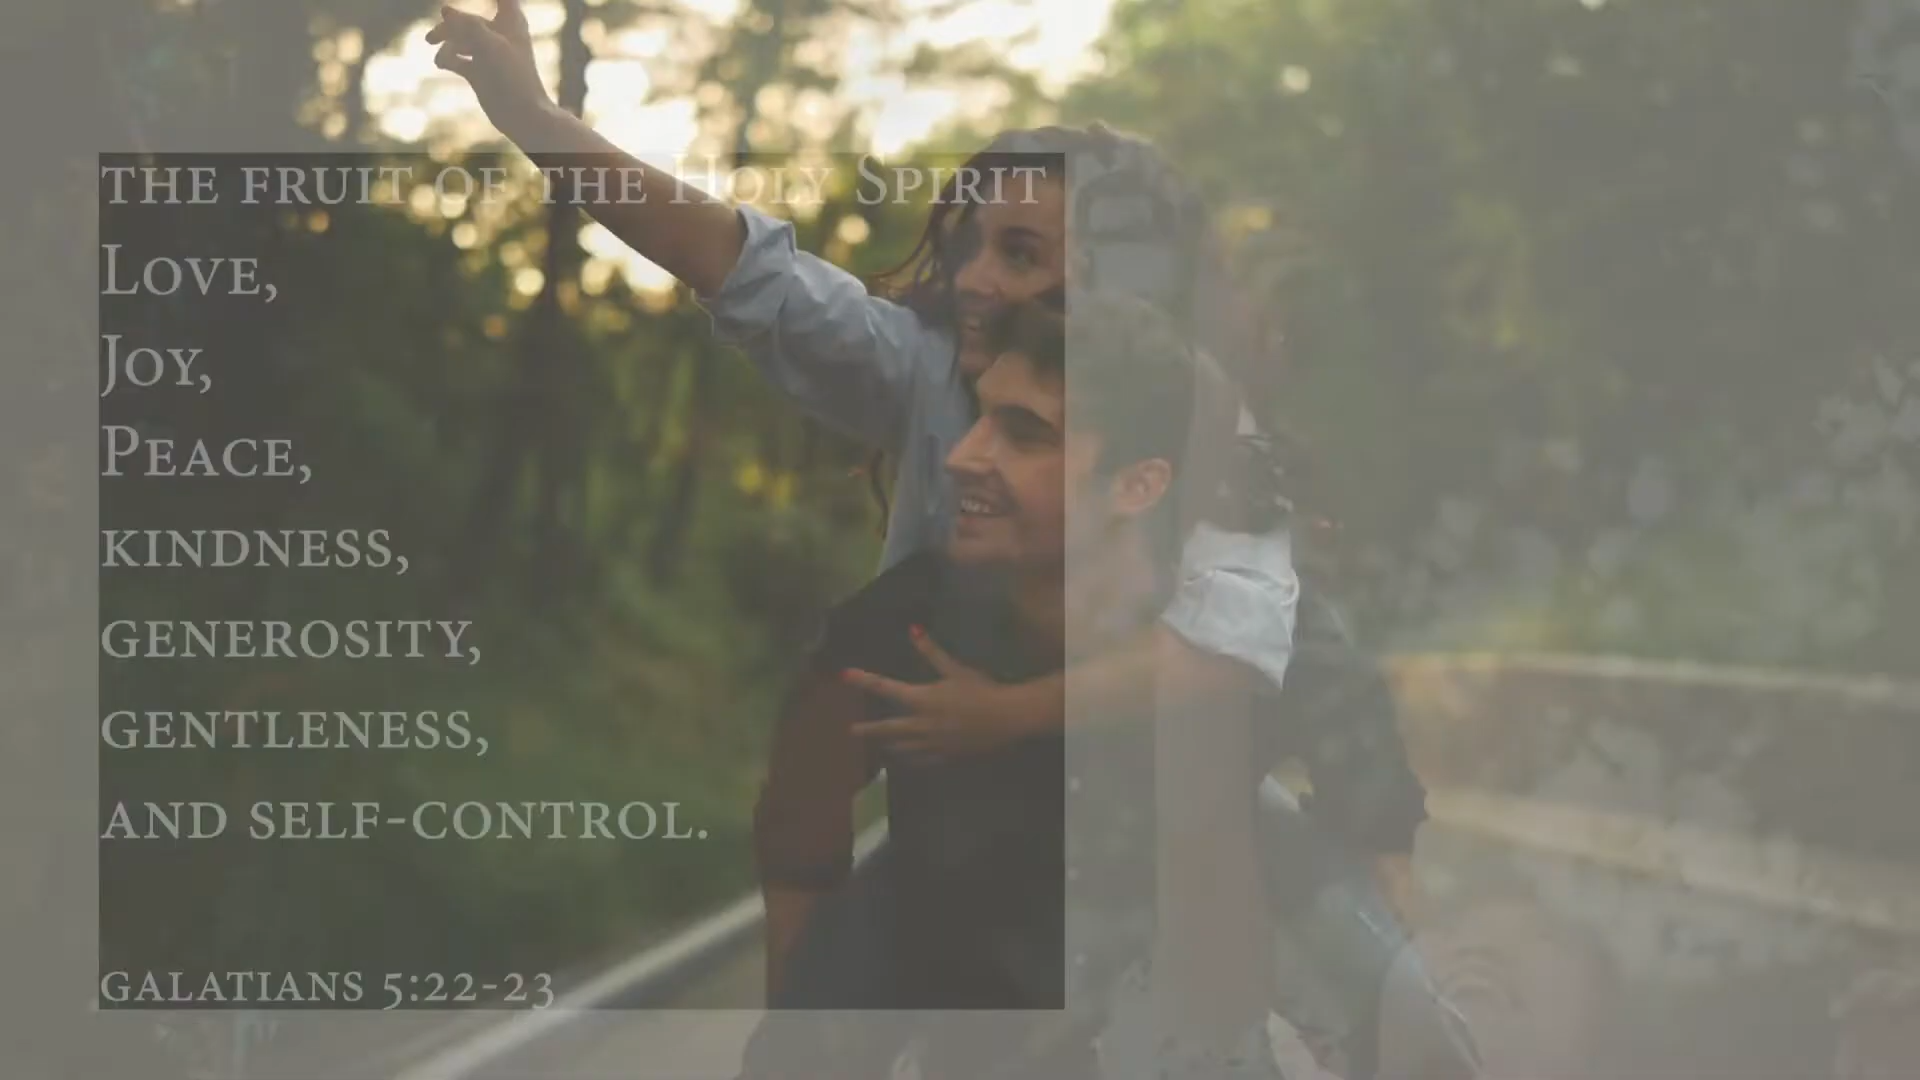 THE FRUIT OF THE HOLY SPIRIT
LOVE,
JOY,
PEACE,
KINDNESS,
GENEROSITY,
GENTLENESS,
AND SELF-CONTROL.
GALATIANS 5:22-23